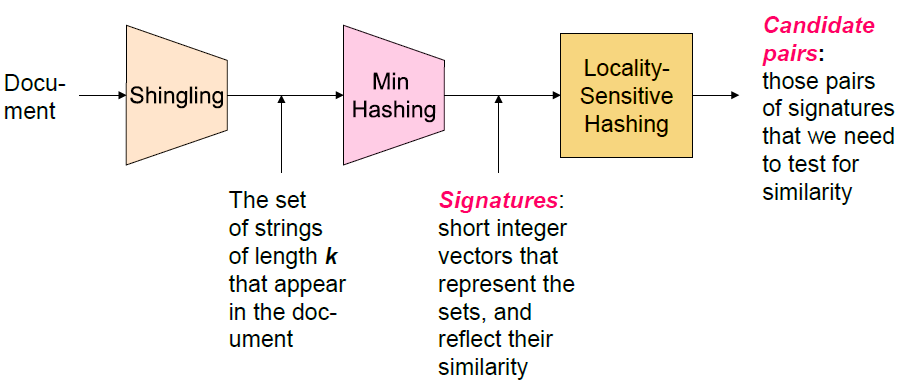 Docu-
ment
Shingling
The set
of strings
of length k
that appear
in the doc-
ument
Min
Hashing
Signatures:
short integer
vectors that
represent the
sets, and
reflect their
similarity
Locality-
Sensitive
Hashing
Candidate
pairs:
those pairs
of signatures
that we need
to test for
similarity